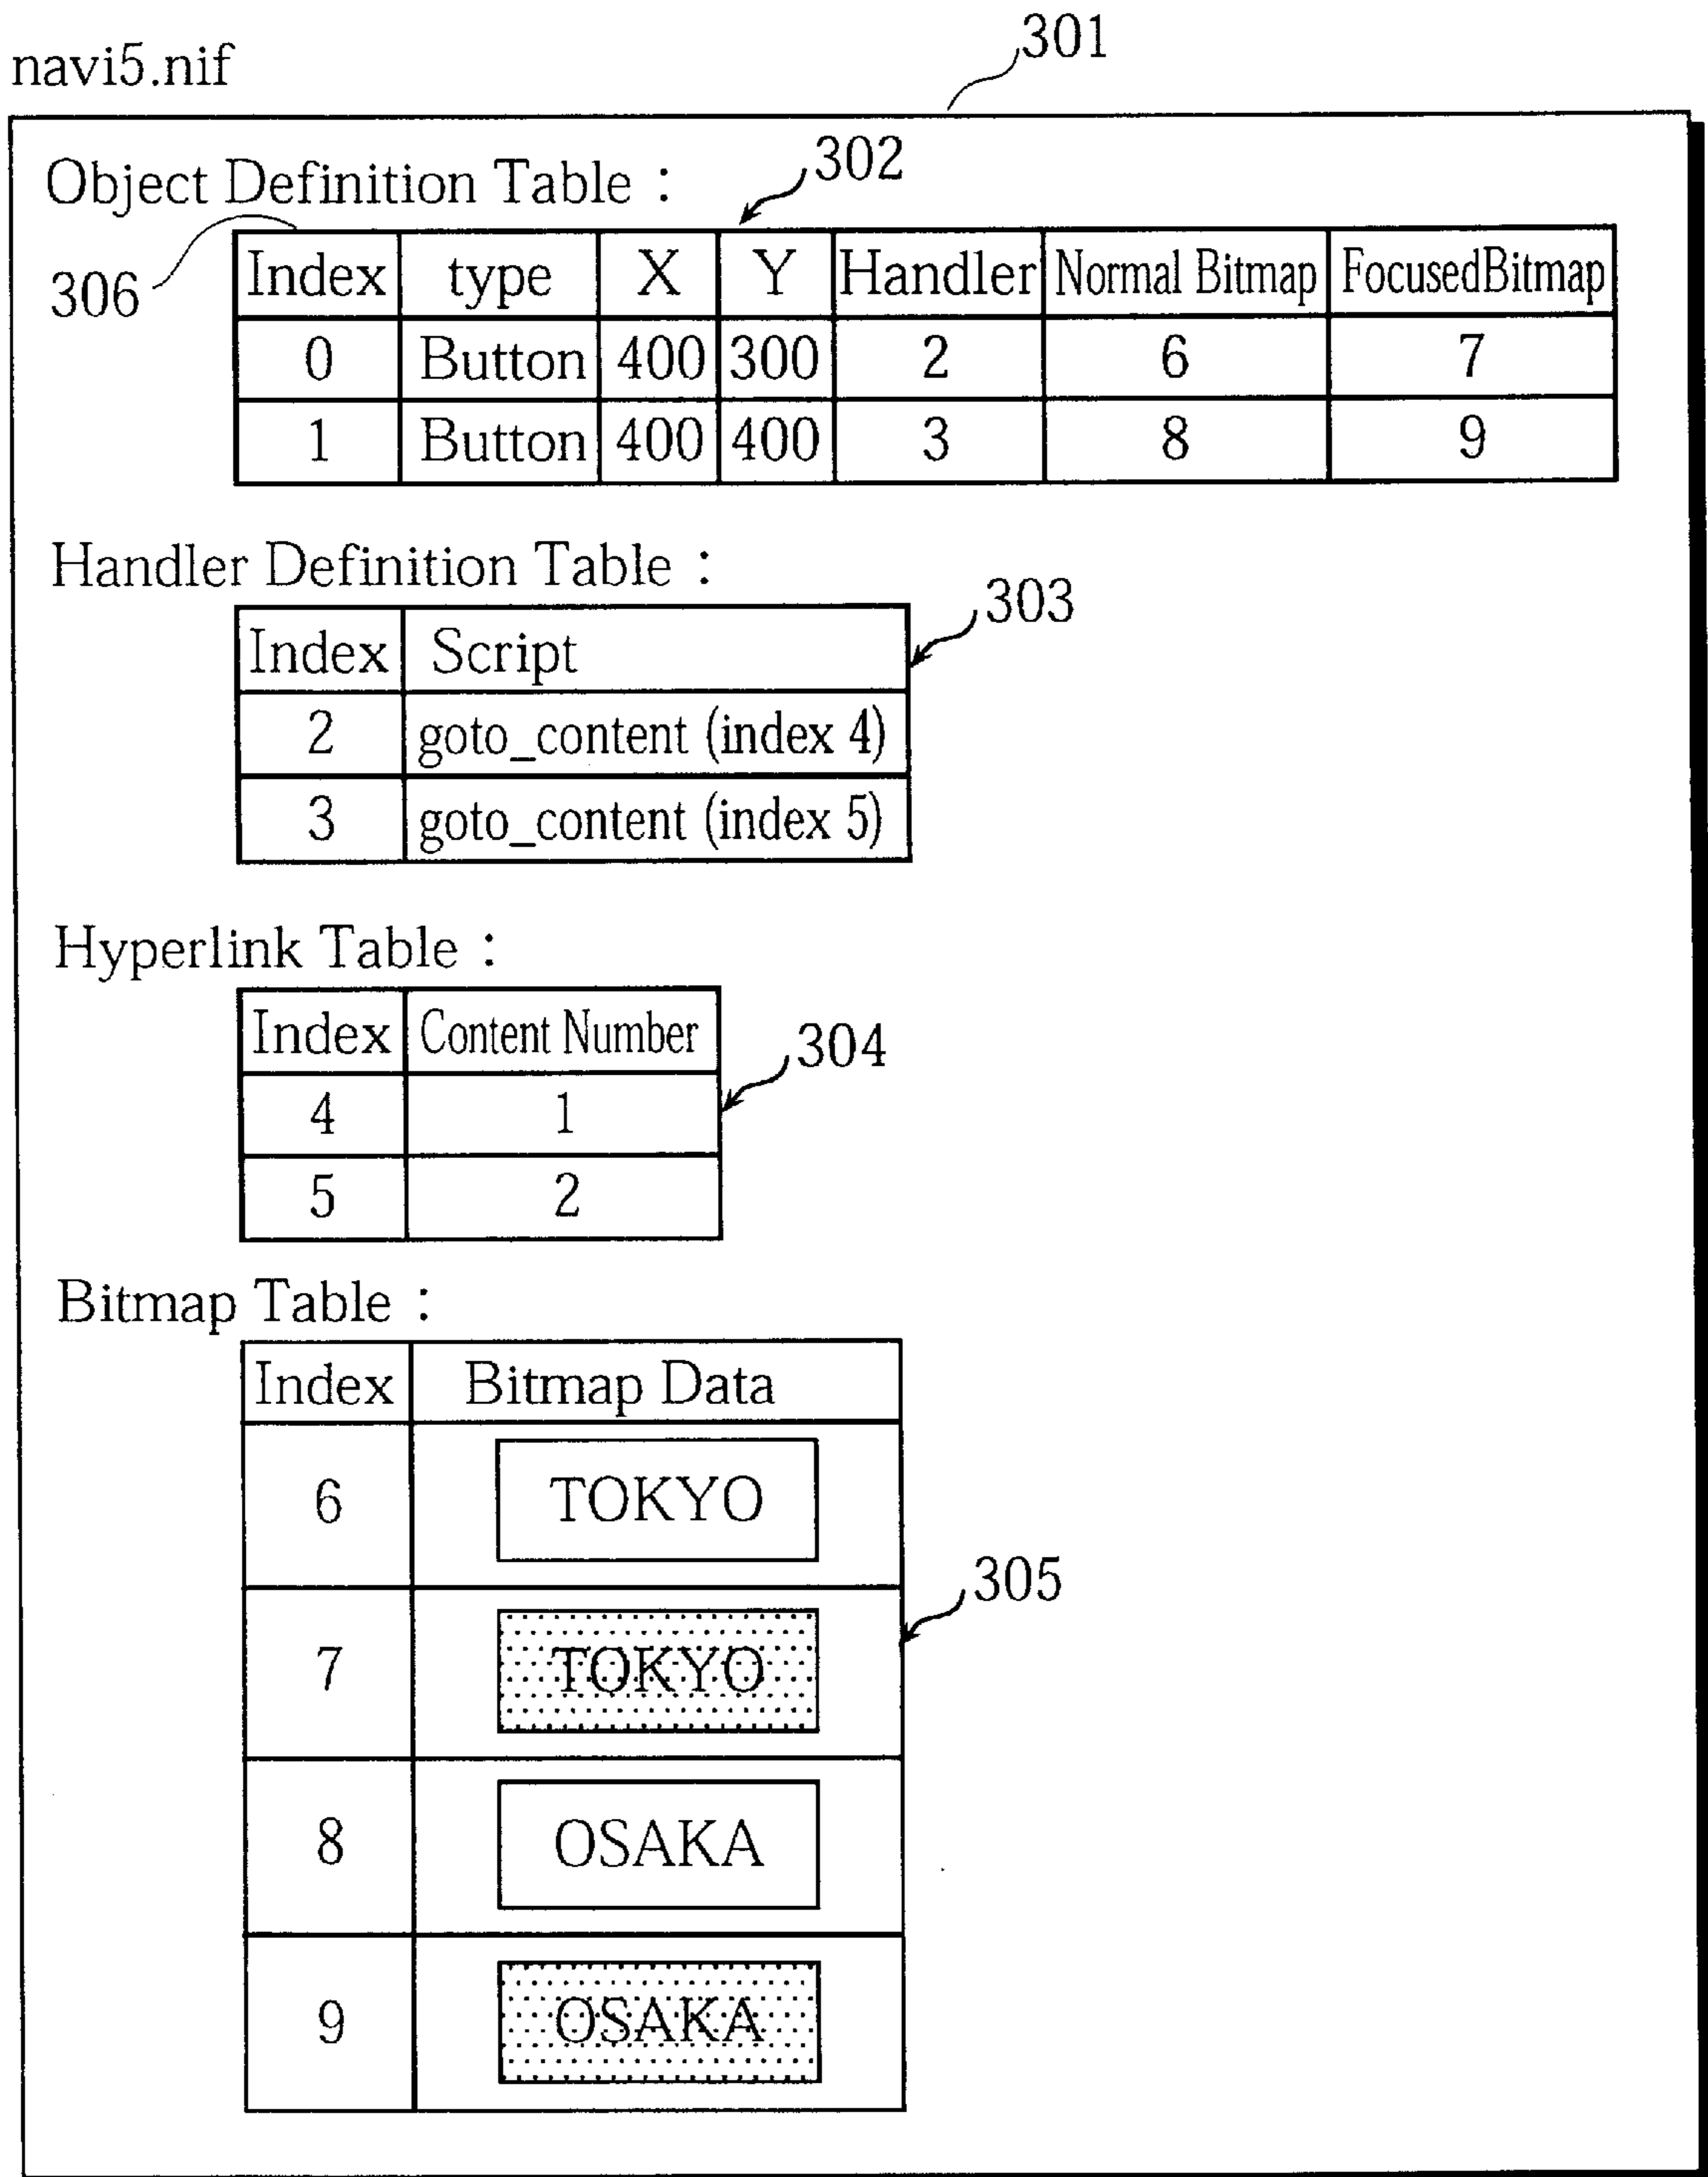 301
navi5.nif
Object Definition Table :
302
306
Index type X Y Handler Normal Bitmap FocusedBitmap
0 Button 400 300 2 6 7
1 Button 400 400 3 8 9
Handler Definition Table :
303
Index Script
2 goto_content (index 4)
3 goto_content (index 5)
Hyperlink Table :
304
Index Content Number
4 1
5 2
Bitmap Table :
Index Bitmap Data
6 TOKYO
305
7 TOKYO
8 OSAKA
9 OSAKA